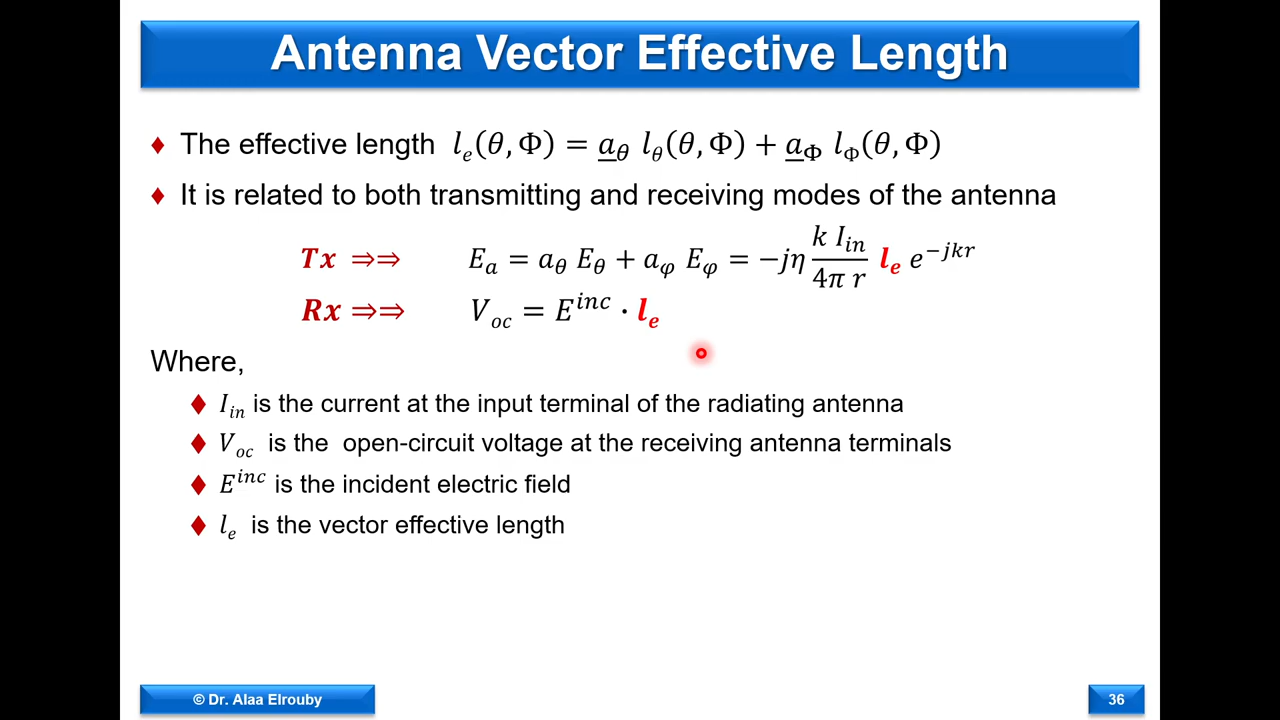 Antenna Vector Effective Length
♦ The effective length l_e(θ,Φ) = a_θ l_θ(θ,Φ) + a_Φ l_Φ(θ,Φ)
♦ It is related to both transmitting and receiving modes of the antenna
Tx ⇒⇒ E_a = a_θ E_θ + a_φ E_φ = −jη (k I_in)/(4π r) l_e e^{−jkr}
Rx ⇒⇒ V_oc = E^{inc} · l_e
Where,
♦ I_in is the current at the input terminal of the radiating antenna
♦ V_oc is the open-circuit voltage at the receiving antenna terminals
♦ E^{inc} is the incident electric field
♦ l_e is the vector effective length
© Dr. Alaa Elrouby
36